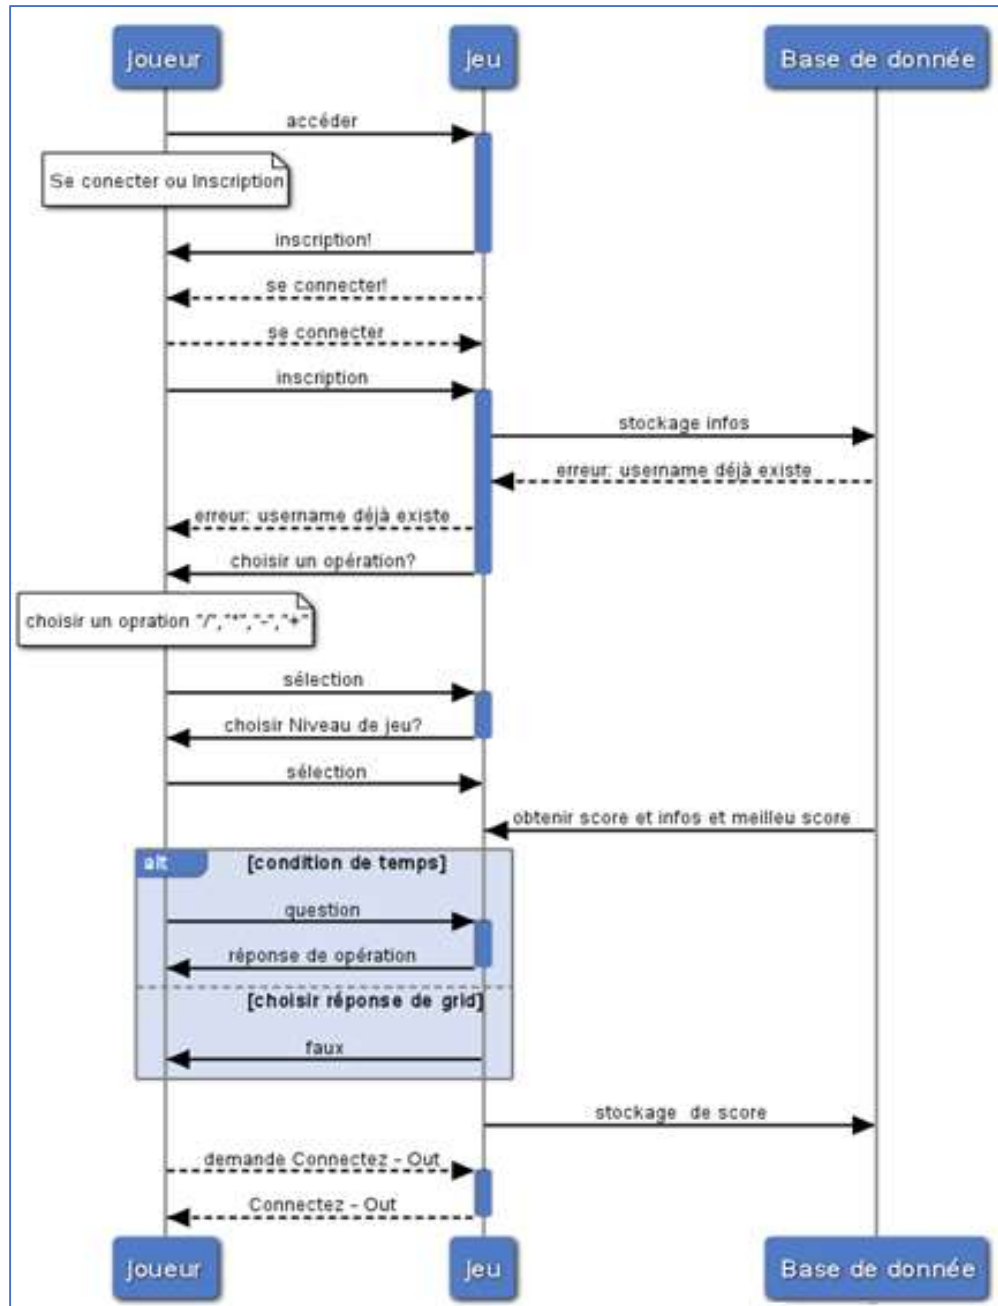 Joueur
Jeu
Base de donnée
accéder
Se conecter ou Inscription
inscription!
se connecter!
se connecter
inscription
stockage infos
erreur: username déjà existe
erreur: username déjà existe
choisir un opération?
choisir un opration "/","*","-","+"
sélection
choisir Niveau de jeu?
sélection
obtenir score et infos et meilleu score
alt
[condition de temps]
question
réponse de opération
[choisir réponse de grid]
faux
stockage de score
demande Connectez - Out
Connectez - Out
Joueur
Jeu
Base de donnée